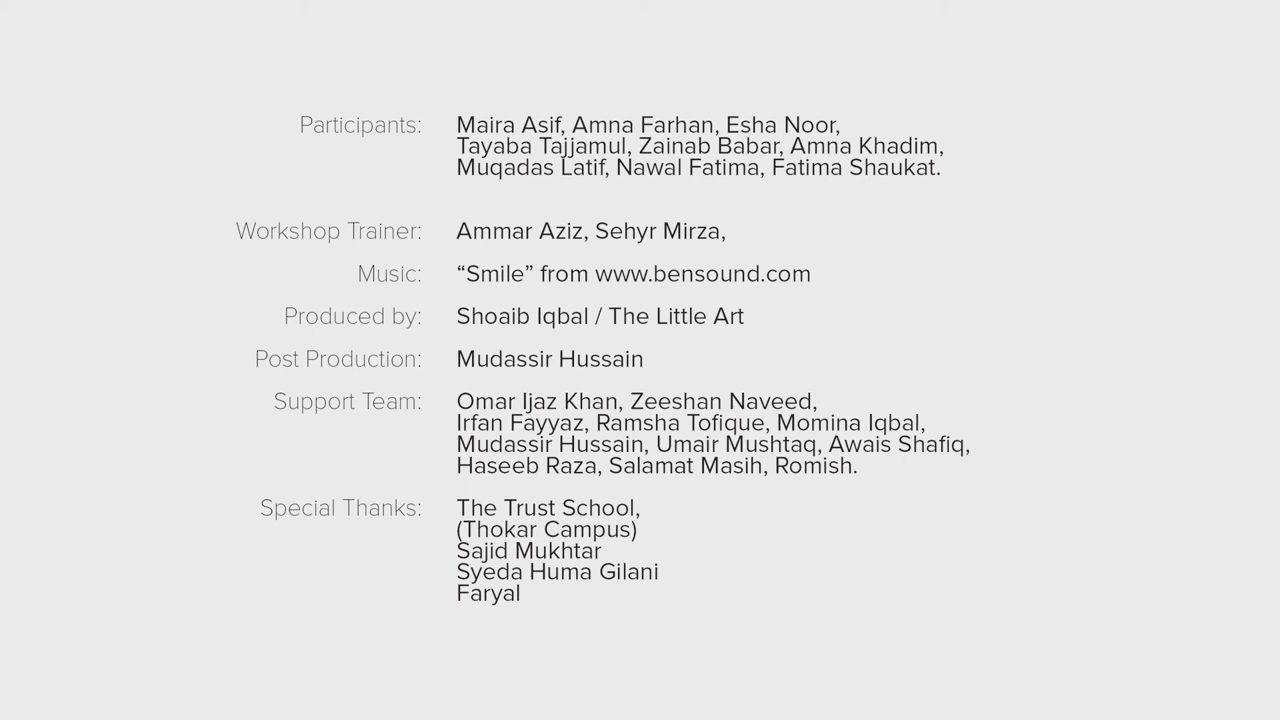 Participants: Maira Asif, Amna Farhan, Esha Noor,
Tayaba Tajjamul, Zainab Babar, Amna Khadim,
Muqadas Latif, Nawal Fatima, Fatima Shaukat.
Workshop Trainer: Ammar Aziz, Sehyr Mirza,
Music: “Smile” from www.bensound.com
Produced by: Shoaib Iqbal / The Little Art
Post Production: Mudassir Hussain
Support Team: Omar Ijaz Khan, Zeeshan Naveed,
Irfan Fayyaz, Ramsha Tofique, Momina Iqbal,
Mudassir Hussain, Umair Mushtaq, Awais Shafiq,
Haseeb Raza, Salamat Masih, Romish.
Special Thanks: The Trust School,
(Thokar Campus)
Sajid Mukhtar
Syeda Huma Gilani
Faryal